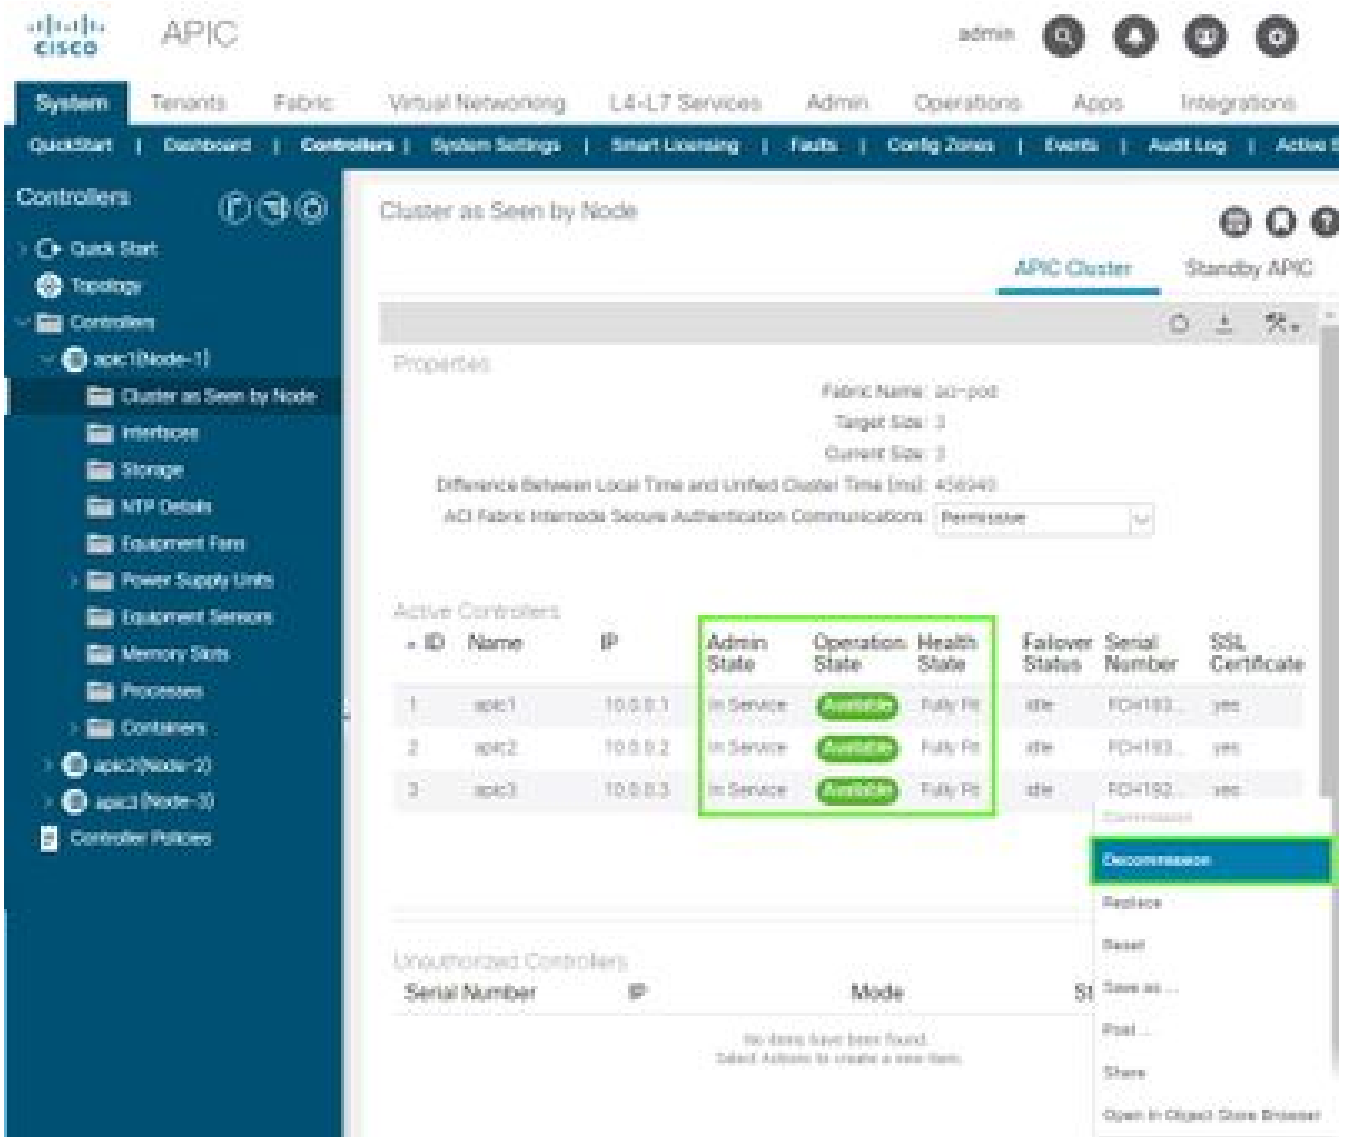 CISCO APIC admin
System Tenants Fabric Virtual Networking L4-L7 Services Admin Operations Apps Integrations
QuickStart | Dashboard | Controllers | System Settings | Smart Licensing | Faults | Config Zones | Events | Audit Log | Active S
Controllers
Quick Start
Topology
Controllers
apic1(Node-1)
Cluster as Seen by Node
Interfaces
Storage
NTP Details
Equipment Fans
Power Supply Units
Equipment Sensors
Memory Slots
Processes
Containers
apic2(Node-2)
apic3 (Node-3)
Controller Policies
Cluster as Seen by Node
APIC Cluster Standby APIC
Properties
Fabric Name: aci-pod
Target Size: 3
Current Size: 3
Difference Between Local Time and Unified Cluster Time (ms):
ACI Fabric Internode Secure Authentication Communications: Permissive
Active Controllers
ID Name IP Admin State Operation State Health State Failover Status Serial Number SSL Certificate
1 apic1 10.0.0.1 In Service Available Fully Fit idle FCH193... yes
2 apic2 10.0.0.2 In Service Available Fully Fit idle FCH193... yes
3 apic3 10.0.0.3 In Service Available Fully Fit idle FCH193... yes
Commission
Decommission
Replace
Reset
Save as ...
Post ...
Share
Open In Object Store Browser
Unauthorized Controllers
Serial Number IP Mode St
No items have been found.
Select Actions to create a new item.